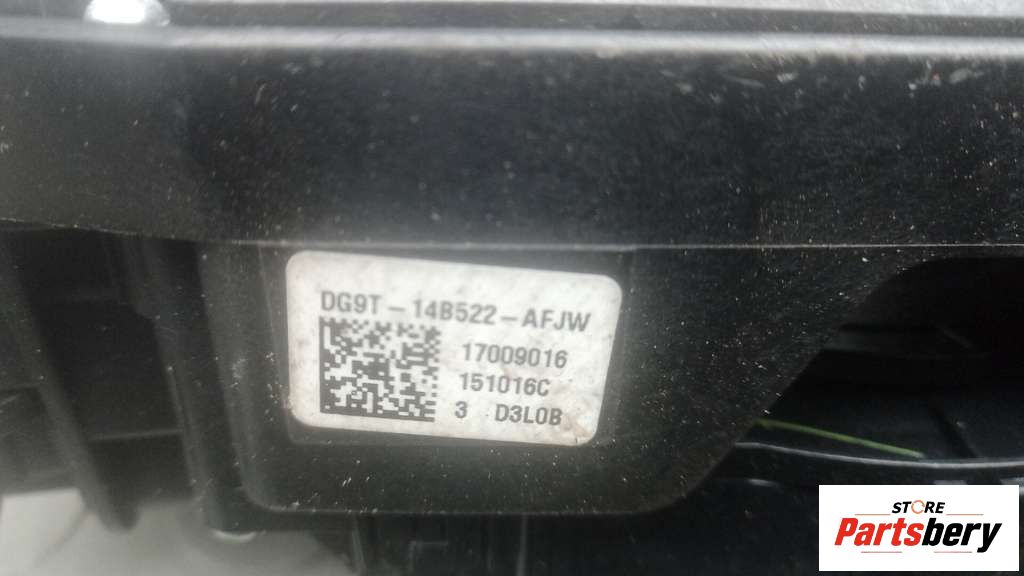 DG9T-14B522-AFJW
17009016
151016C
3 D3L0B
STORE
Partsbery